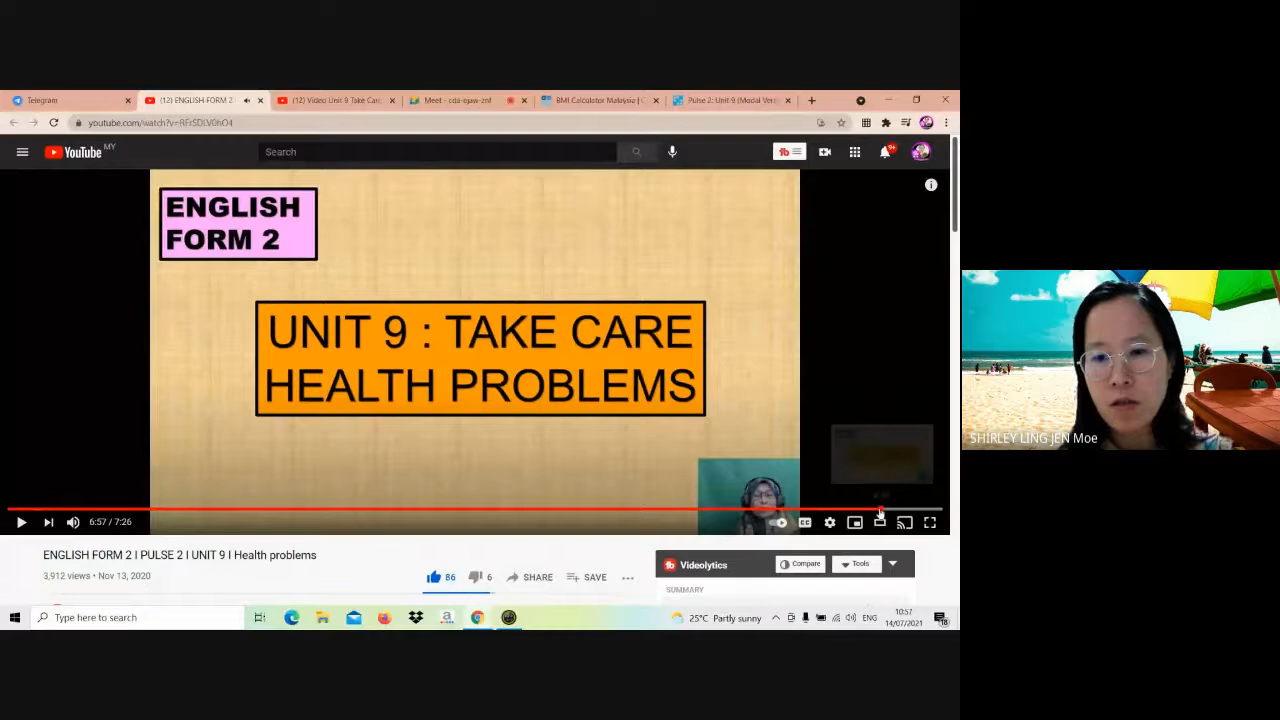 Telegram
(12) ENGLISH FORM 2
(12) Video Unit 9 Take Care
Meet - cda-ejaw-znf
BMI Calculator Malaysia | C
Pulse 2: Unit 9 (Modal Ver
youtube.com/watch?v=RFrSDLV0hO4
YouTube MY
Search
9+
ENGLISH
FORM 2
UNIT 9 : TAKE CARE
HEALTH PROBLEMS
SHIRLEY LING JEN Moe
6:57 / 7:26
CC
ENGLISH FORM 2 I PULSE 2 I UNIT 9 I Health problems
3,912 views • Nov 13, 2020
86
6
SHARE
SAVE
Videolytics
Compare
Tools
SUMMARY
Type here to search
25°C Partly sunny
ENG
10:57
14/07/2021